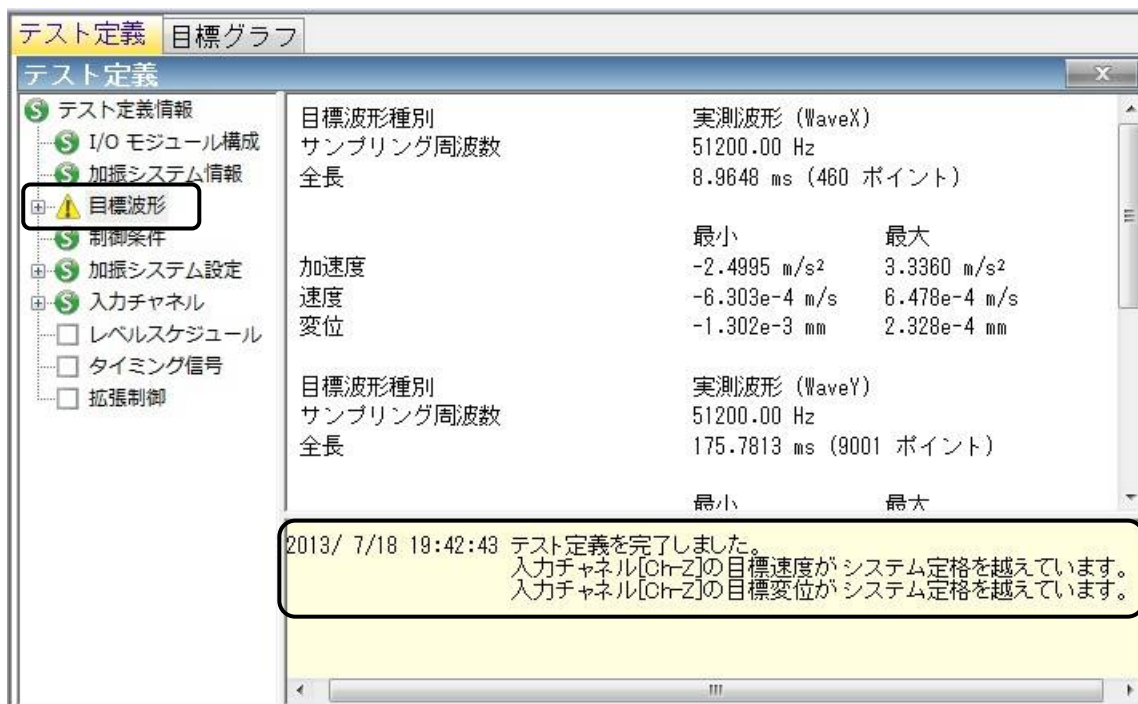 テスト定義 目標グラフ
テスト定義
テスト定義情報
I/O モジュール構成
加振システム情報
目標波形
制御条件
加振システム設定
入力チャネル
レベルスケジュール
タイミング信号
拡張制御
目標波形種別 実測波形 (WaveX)
サンプリング周波数 51200.00 Hz
全長 8.9648 ms (460 ポイント)
最小 最大
加速度 -2.4995 m/s² 3.3360 m/s²
速度 -6.303e-4 m/s 6.478e-4 m/s
変位 -1.302e-3 mm 2.328e-4 mm
目標波形種別 実測波形 (WaveY)
サンプリング周波数 51200.00 Hz
全長 175.7813 ms (9001 ポイント)
最小 最大
2013/ 7/18 19:42:43 テスト定義を完了しました。
入力チャネル[Ch-Z]の目標速度が システム定格を越えています。
入力チャネル[Ch-Z]の目標変位が システム定格を越えています。